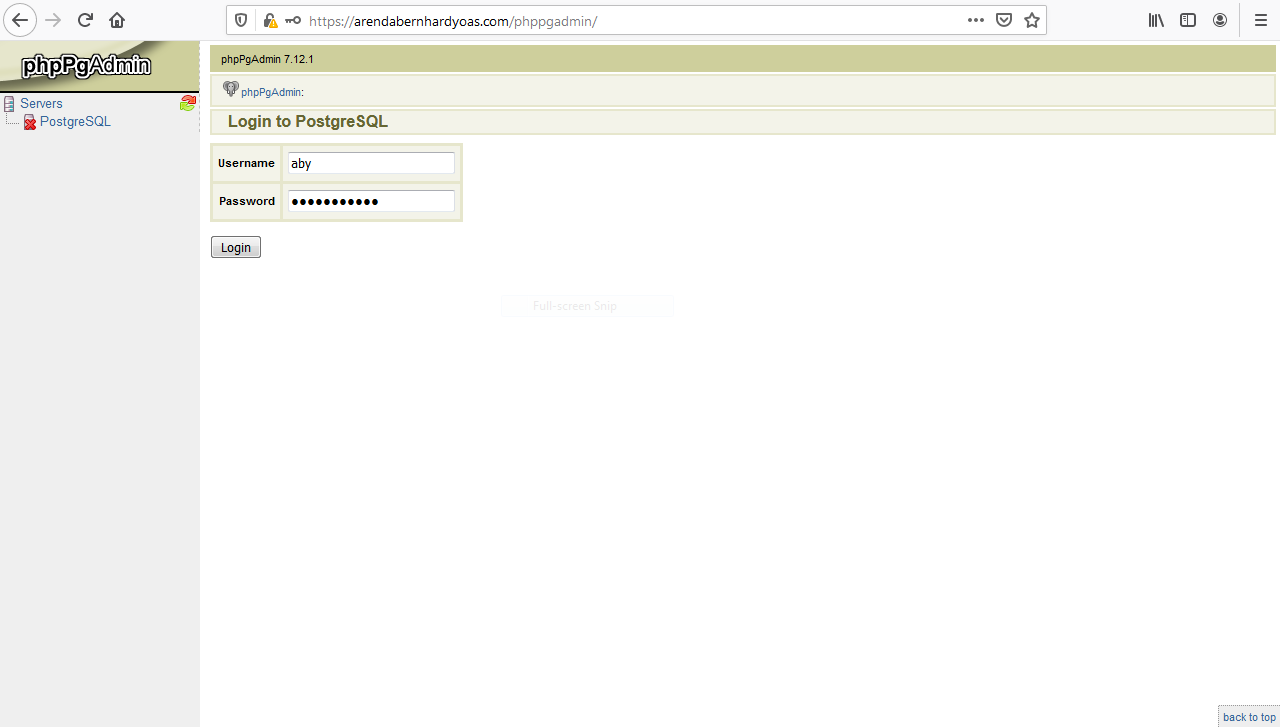 https://arendabernhardyoas.com/phppgadmin/
phpPgAdmin
phpPgAdmin 7.12.1
phpPgAdmin:
Servers
PostgreSQL
Login to PostgreSQL
Username
aby
Password
●●●●●●●●●●●
Login
Full-screen Snip
back to top